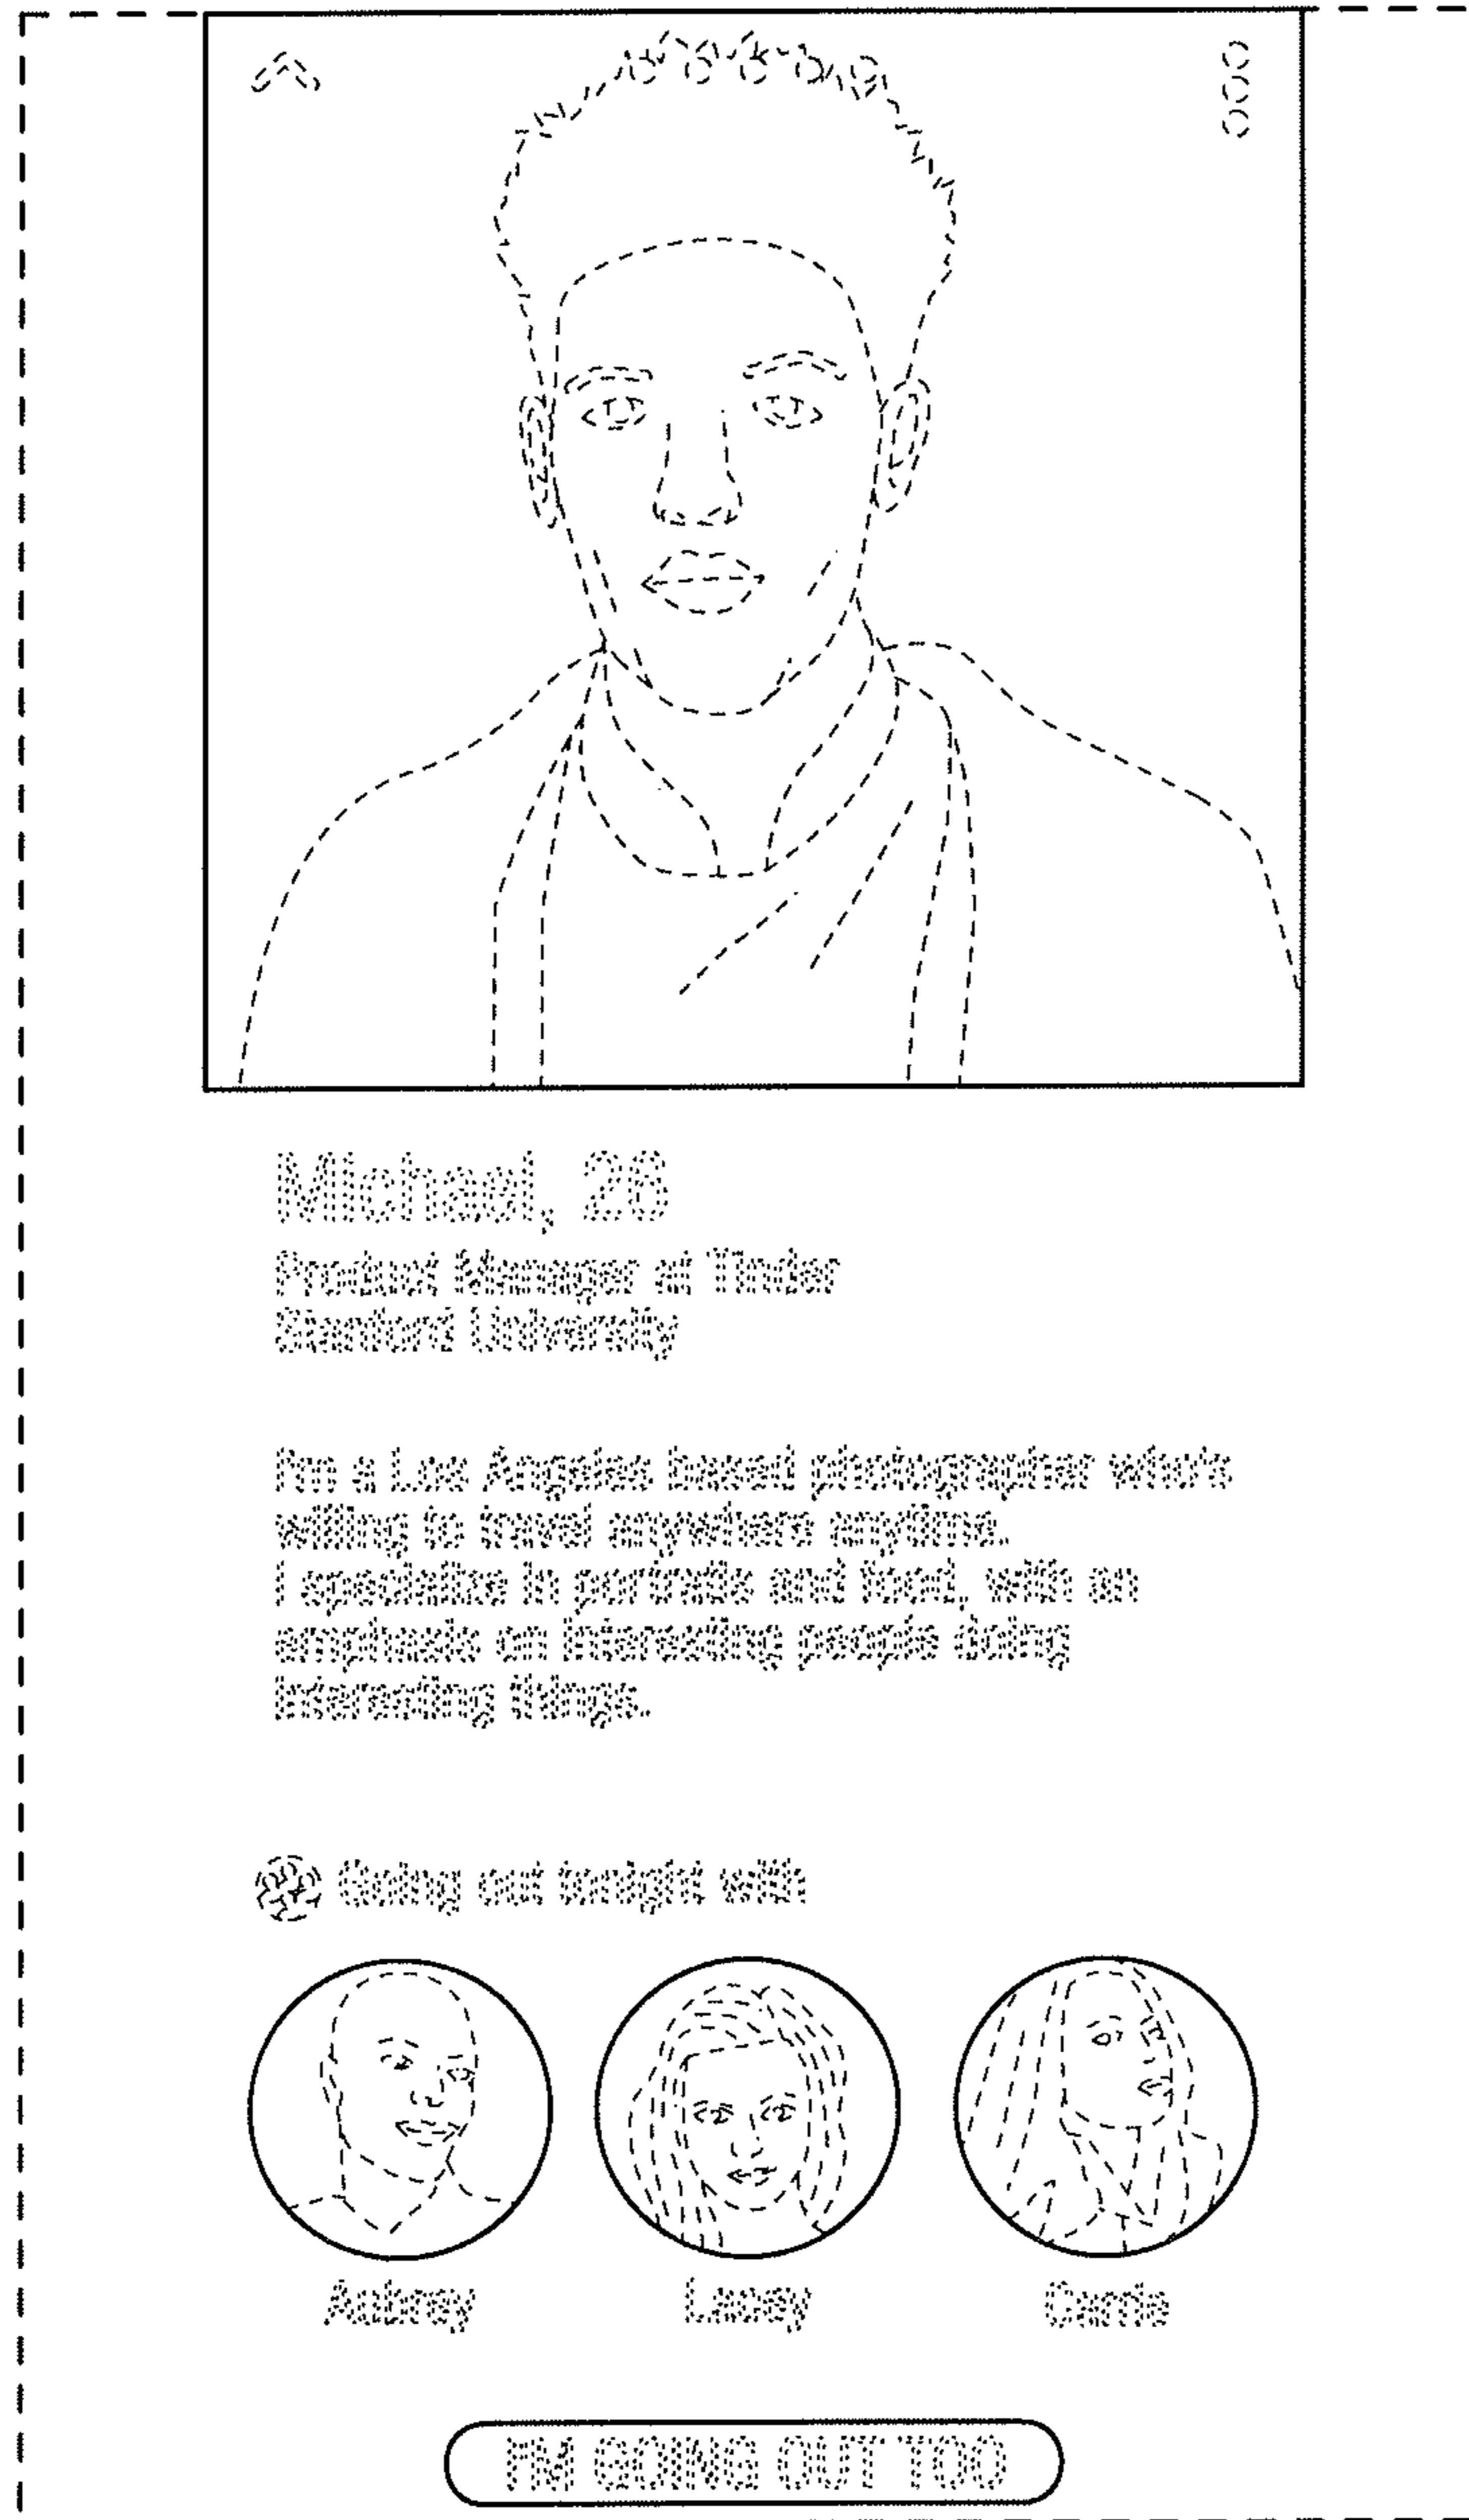 Michael, 26
Product Manager at Tinder
Stanford University
I'm a Los Angeles based photographer who's
willing to travel anywhere anytime.
I specialize in portraits and food, with an
emphasis on interesting people doing
interesting things.
Going out tonight with
Aubrey
Lacey
Carrie
I'M GOING OUT TOO